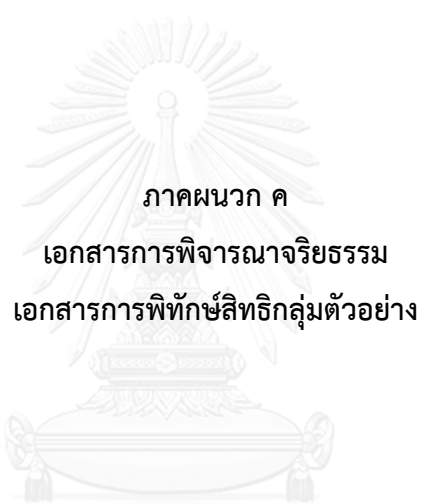 ภาคผนวก ค
เอกสารการพิจารณาจริยธรรม
เอกสารการพิทักษ์สิทธิกลุ่มตัวอย่าง